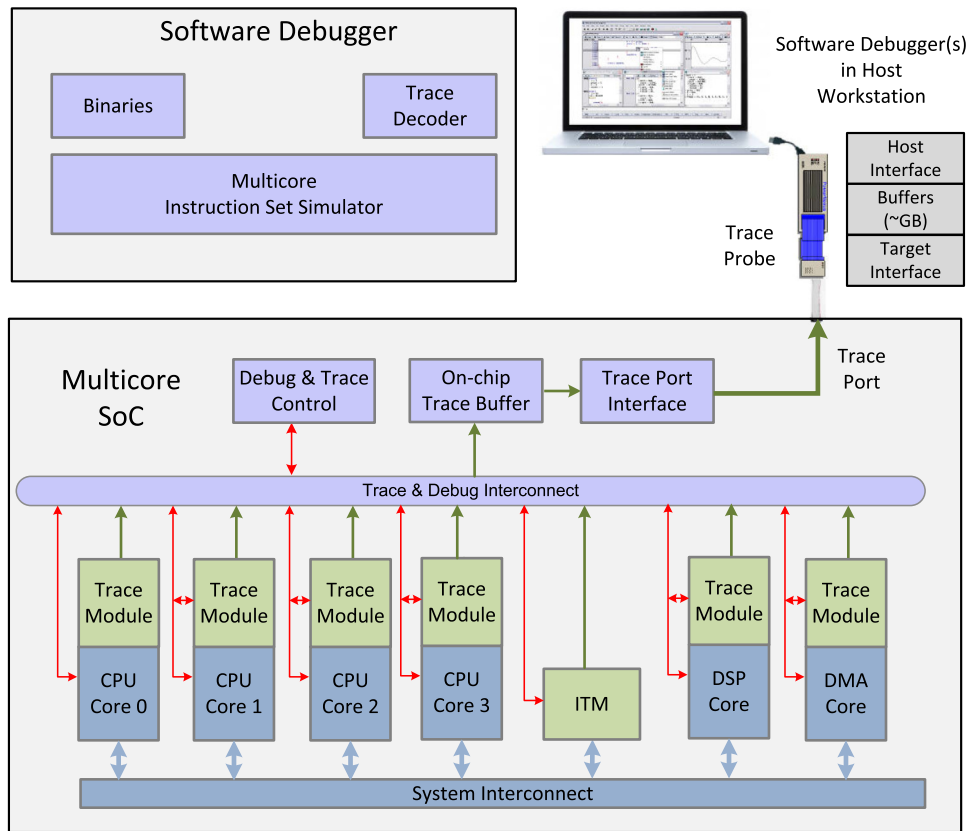 Software Debugger
Binaries
Trace
Decoder
Multicore
Instruction Set Simulator
Software Debugger(s)
in Host
Workstation
Host
Interface
Buffers
(~GB)
Target
Interface
Trace
Probe
Multicore
SoC
Debug & Trace
Control
On-chip
Trace Buffer
Trace Port
Interface
Trace
Port
Trace & Debug Interconnect
Trace
Module
Trace
Module
Trace
Module
Trace
Module
Trace
Module
Trace
Module
CPU
Core 0
CPU
Core 1
CPU
Core 2
CPU
Core 3
ITM
DSP
Core
DMA
Core
System Interconnect